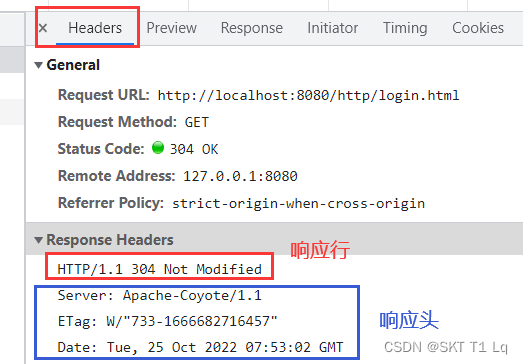 × Headers Preview Response Initiator Timing Cookies
▼General
Request URL: http://localhost:8080/http/login.html
Request Method: GET
Status Code: 304 OK
Remote Address: 127.0.0.1:8080
Referrer Policy: strict-origin-when-cross-origin
▼Response Headers
响应行
HTTP/1.1 304 Not Modified
Server: Apache-Coyote/1.1
ETag: W/"733-1666682716457"
响应头
Date: Tue, 25 Oct 2022 07:53:02 GMT
CSDN @SKT T1 Lq